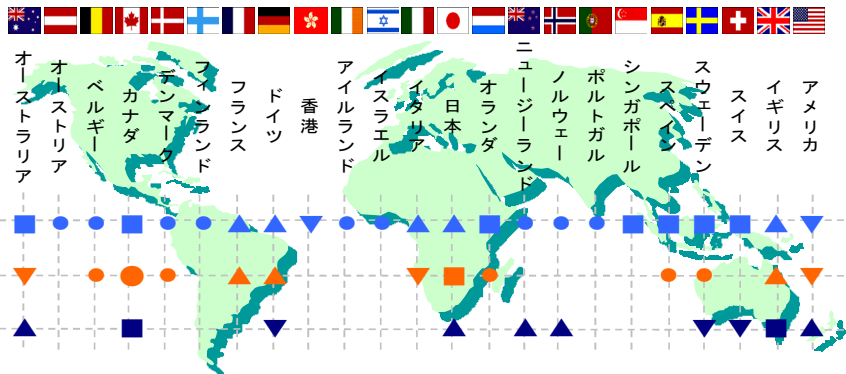 オーストラリア
オーストリア
ベルギー
カナダ
デンマーク
フィンランド
フランス
ドイツ
香港
アイルランド
イスラエル
イタリア
日本
オランダ
ニュージーランド
ノルウェー
ポルトガル
シンガポール
スペイン
スウェーデン
スイス
イギリス
アメリカ